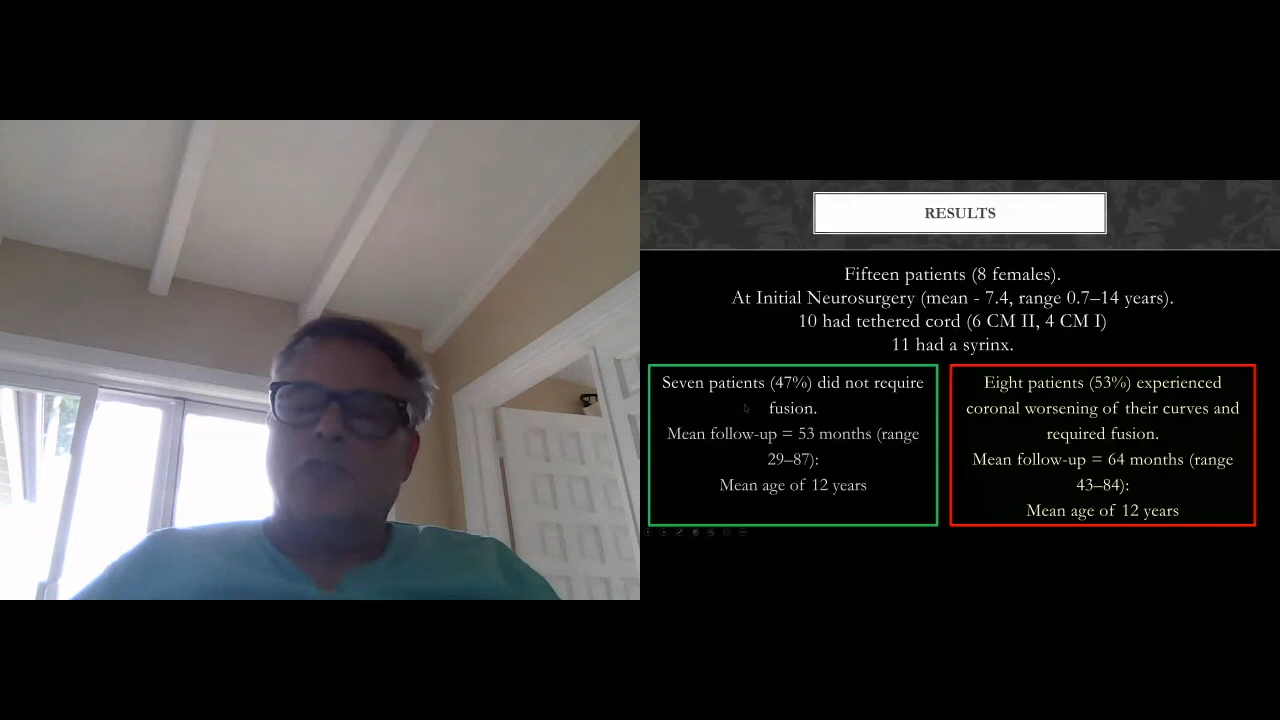 RESULTS
Fifteen patients (8 females).
At Initial Neurosurgery (mean - 7.4, range 0.7–14 years).
10 had tethered cord (6 CM II, 4 CM I)
11 had a syrinx.
Seven patients (47%) did not require
fusion.
Mean follow-up = 53 months (range
29–87):
Mean age of 12 years
Eight patients (53%) experienced
coronal worsening of their curves and
required fusion.
Mean follow-up = 64 months (range
43–84):
Mean age of 12 years